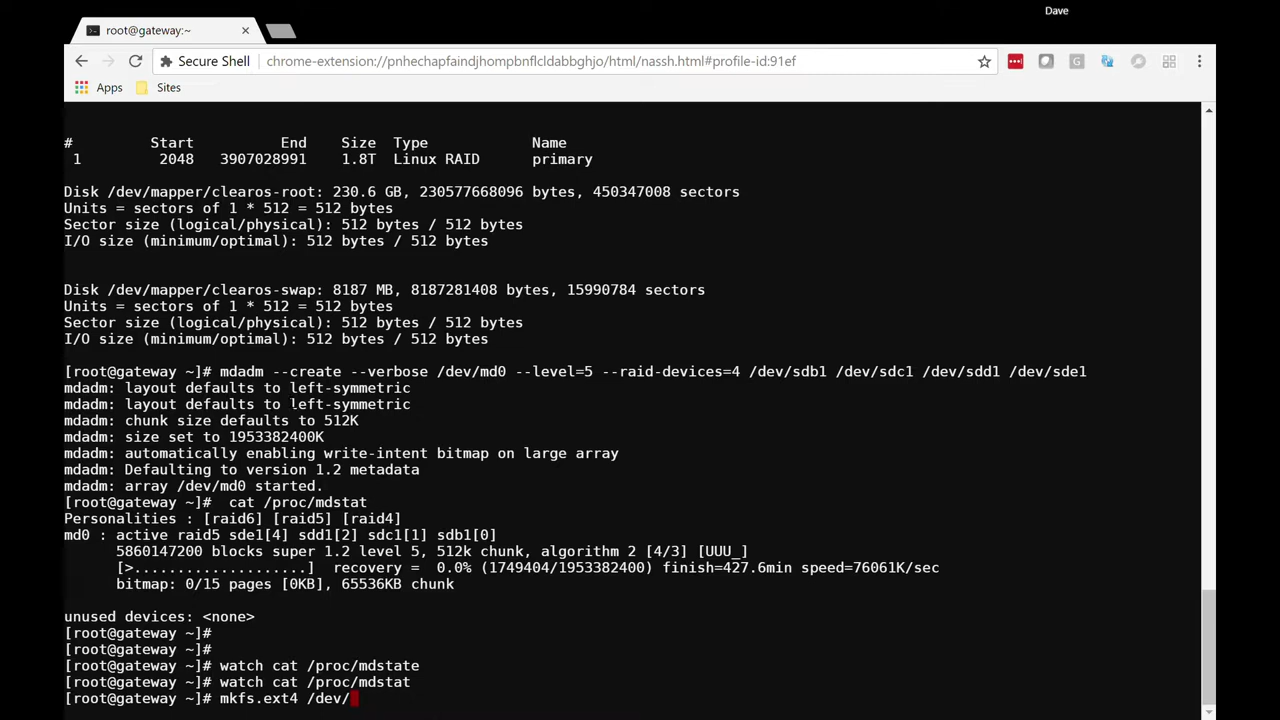 Dave
root@gateway:~
Secure Shell chrome-extension://pnhechapfaindjhompbnflcldabbghjo/html/nassh.html#profile-id:91ef
Apps Sites
# Start End Size Type Name
1 2048 3907028991 1.8T Linux RAID primary
Disk /dev/mapper/clearos-root: 230.6 GB, 230577668096 bytes, 450347008 sectors
Units = sectors of 1 * 512 = 512 bytes
Sector size (logical/physical): 512 bytes / 512 bytes
I/O size (minimum/optimal): 512 bytes / 512 bytes
Disk /dev/mapper/clearos-swap: 8187 MB, 8187281408 bytes, 15990784 sectors
Units = sectors of 1 * 512 = 512 bytes
Sector size (logical/physical): 512 bytes / 512 bytes
I/O size (minimum/optimal): 512 bytes / 512 bytes
[root@gateway ~]# mdadm --create --verbose /dev/md0 --level=5 --raid-devices=4 /dev/sdb1 /dev/sdc1 /dev/sdd1 /dev/sde1
mdadm: layout defaults to left-symmetric
mdadm: layout defaults to left-symmetric
mdadm: chunk size defaults to 512K
mdadm: size set to 1953382400K
mdadm: automatically enabling write-intent bitmap on large array
mdadm: Defaulting to version 1.2 metadata
mdadm: array /dev/md0 started.
[root@gateway ~]#  cat /proc/mdstat
Personalities : [raid6] [raid5] [raid4]
md0 : active raid5 sde1[4] sdd1[2] sdc1[1] sdb1[0]
5860147200 blocks super 1.2 level 5, 512k chunk, algorithm 2 [4/3] [UUU_]
[>....................] recovery = 0.0% (1749404/1953382400) finish=427.6min speed=76061K/sec
bitmap: 0/15 pages [0KB], 65536KB chunk
unused devices: <none>
[root@gateway ~]#
[root@gateway ~]#
[root@gateway ~]# watch cat /proc/mdstate
[root@gateway ~]# watch cat /proc/mdstat
[root@gateway ~]# mkfs.ext4 /dev/